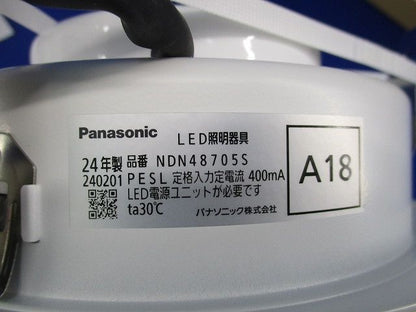 Panasonic LED照明器具
24年製 品番 NDN48705S
240201 PESL 定格入力定電流 400mA
LED電源ユニットが必要です
ta30℃ パナソニック株式会社
A18